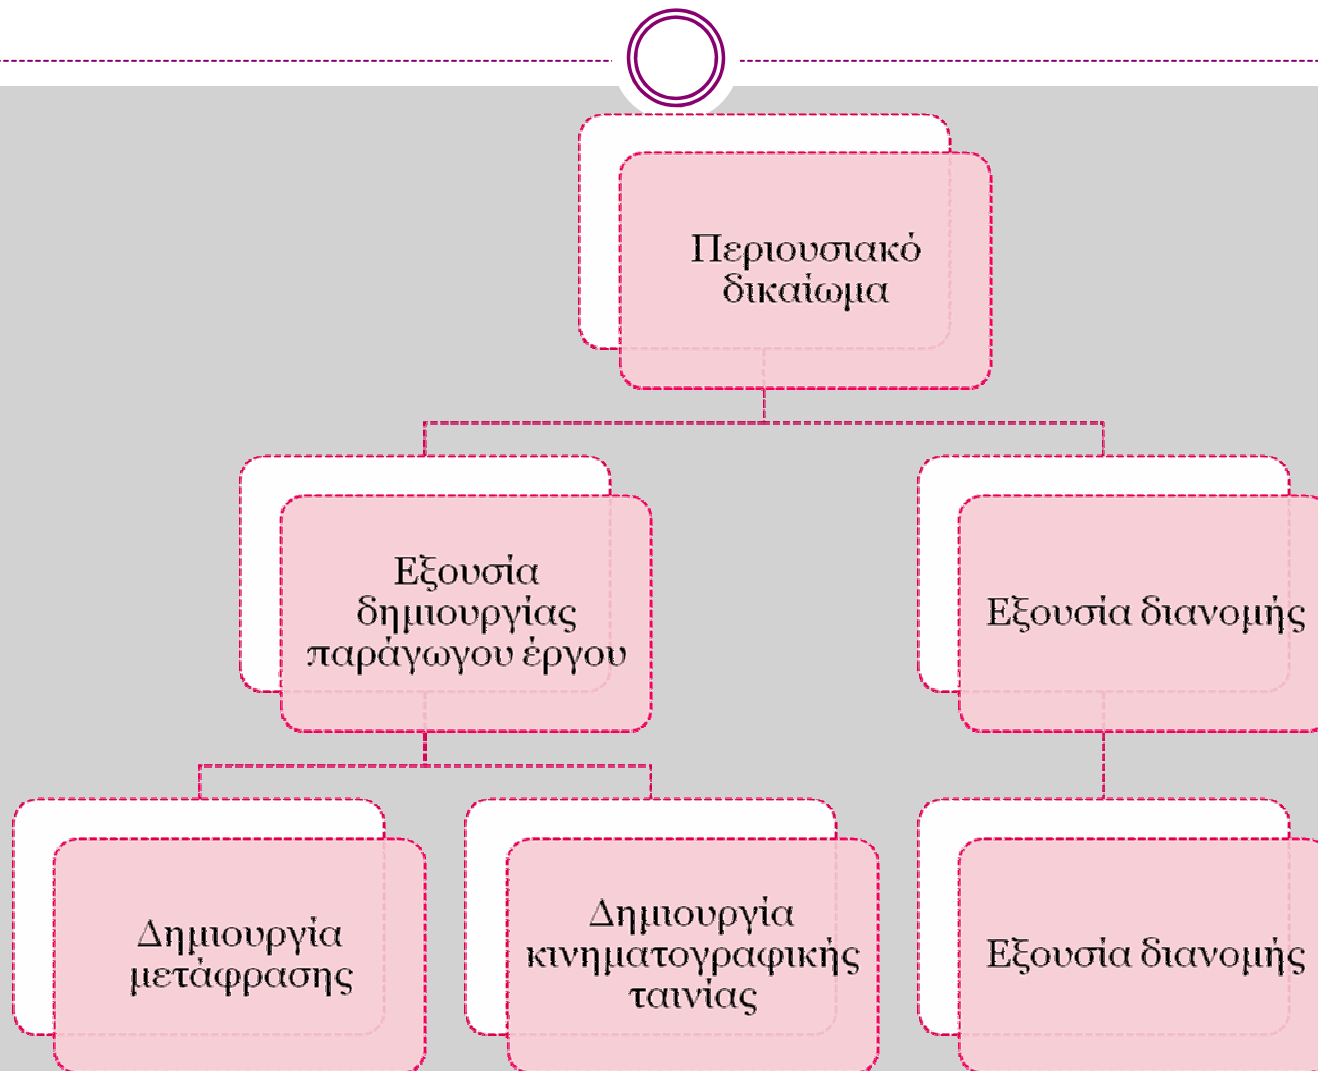 Περιουσιακό
δικαίωμα
Εξουσία
δημιουργίας
παράγωγου έργου
Εξουσία διανομής
Δημιουργία
μετάφρασης
Δημιουργία
κινηματογραφικής
ταινίας
Εξουσία διανομής